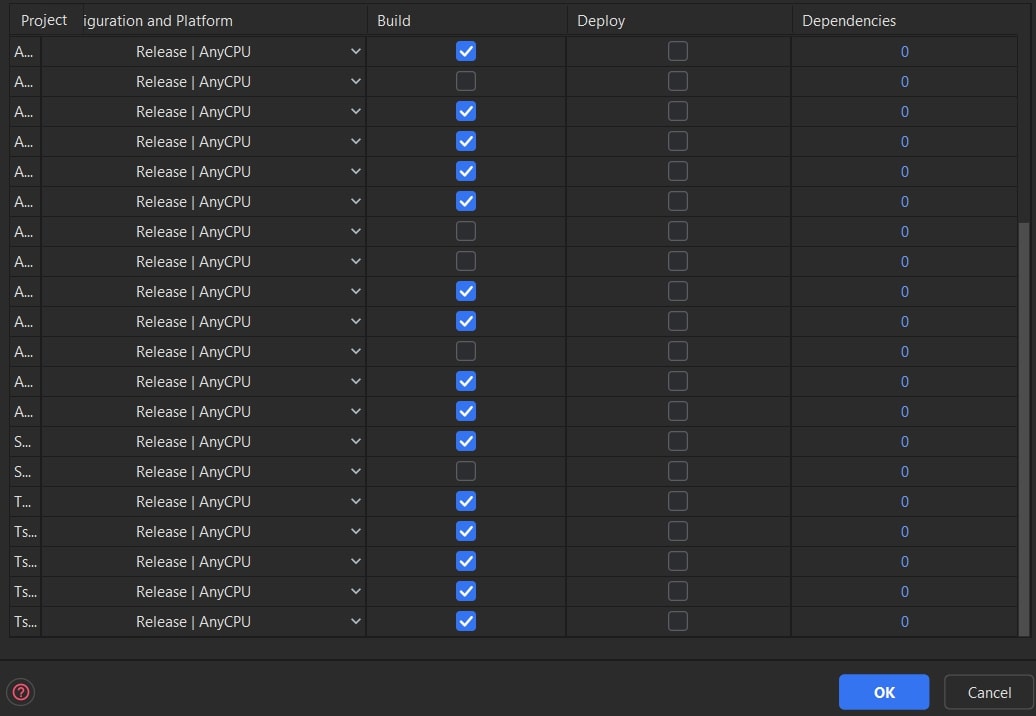 Project iguration and Platform Build Deploy Dependencies
A... Release | AnyCPU 0
A... Release | AnyCPU 0
A... Release | AnyCPU 0
A... Release | AnyCPU 0
A... Release | AnyCPU 0
A... Release | AnyCPU 0
A... Release | AnyCPU 0
A... Release | AnyCPU 0
A... Release | AnyCPU 0
A... Release | AnyCPU 0
A... Release | AnyCPU 0
A... Release | AnyCPU 0
A... Release | AnyCPU 0
S... Release | AnyCPU 0
S... Release | AnyCPU 0
T... Release | AnyCPU 0
Ts... Release | AnyCPU 0
Ts... Release | AnyCPU 0
Ts... Release | AnyCPU 0
Ts... Release | AnyCPU 0
? OK Cancel